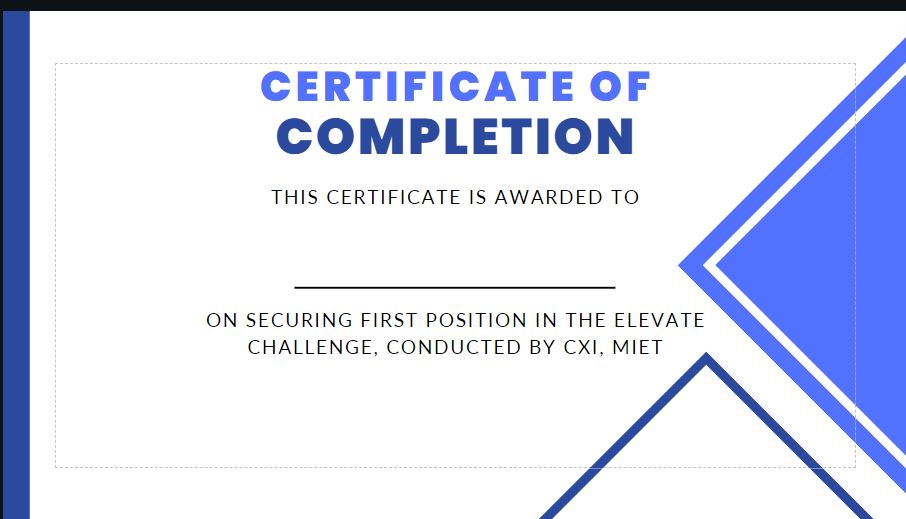 CERTIFICATE OF
COMPLETION
THIS CERTIFICATE IS AWARDED TO
ON SECURING FIRST POSITION IN THE ELEVATE
CHALLENGE, CONDUCTED BY CXI, MIET